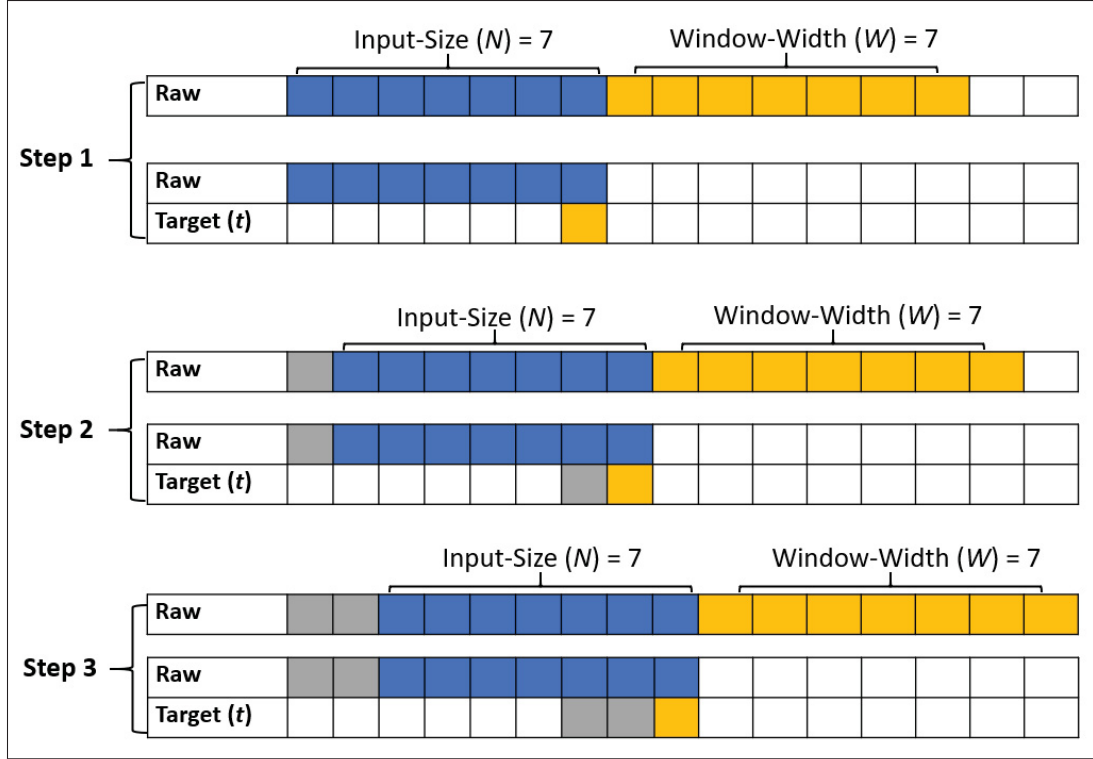 Input-Size (N) = 7 Window-Width (W) = 7
Raw
Step 1
Raw
Target (t)
Input-Size (N) = 7 Window-Width (W) = 7
Raw
Step 2
Raw
Target (t)
Input-Size (N) = 7 Window-Width (W) = 7
Raw
Step 3
Raw
Target (t)